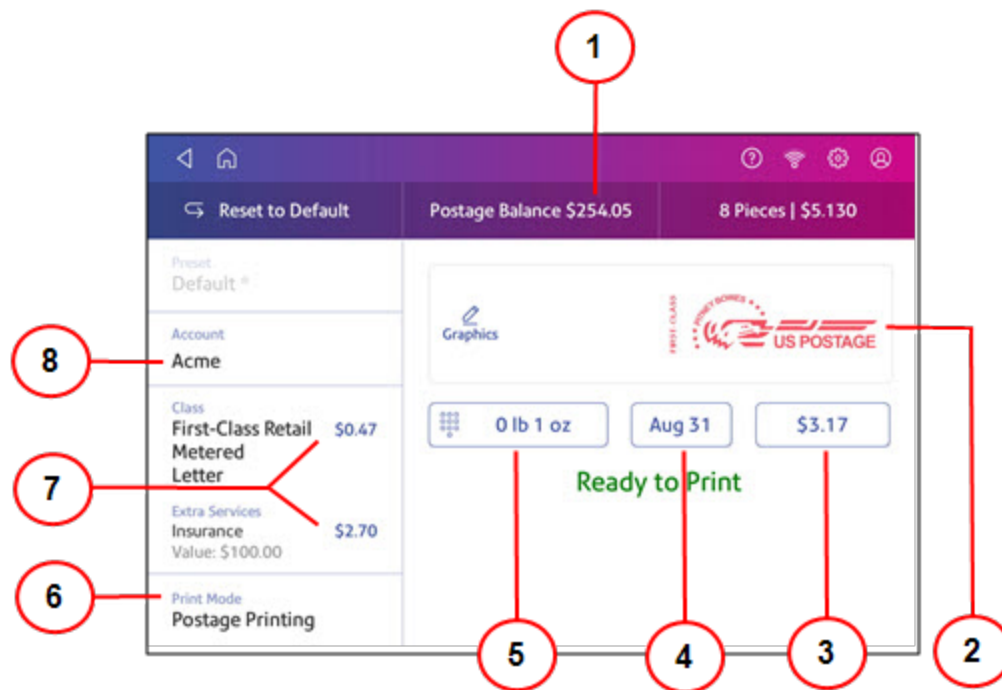 1
Reset to Default
Postage Balance $254.05
8 Pieces | $5.130
Preset
Default *
Graphics
FIRST-CLASS
PITNEY BOWES
US POSTAGE
8
Account
Acme
Class
First-Class Retail $0.47
Metered
Letter
0 lb 1 oz
Aug 31
$3.17
Ready to Print
7
Extra Services
Insurance $2.70
Value: $100.00
6
Print Mode
Postage Printing
5
4
3
2